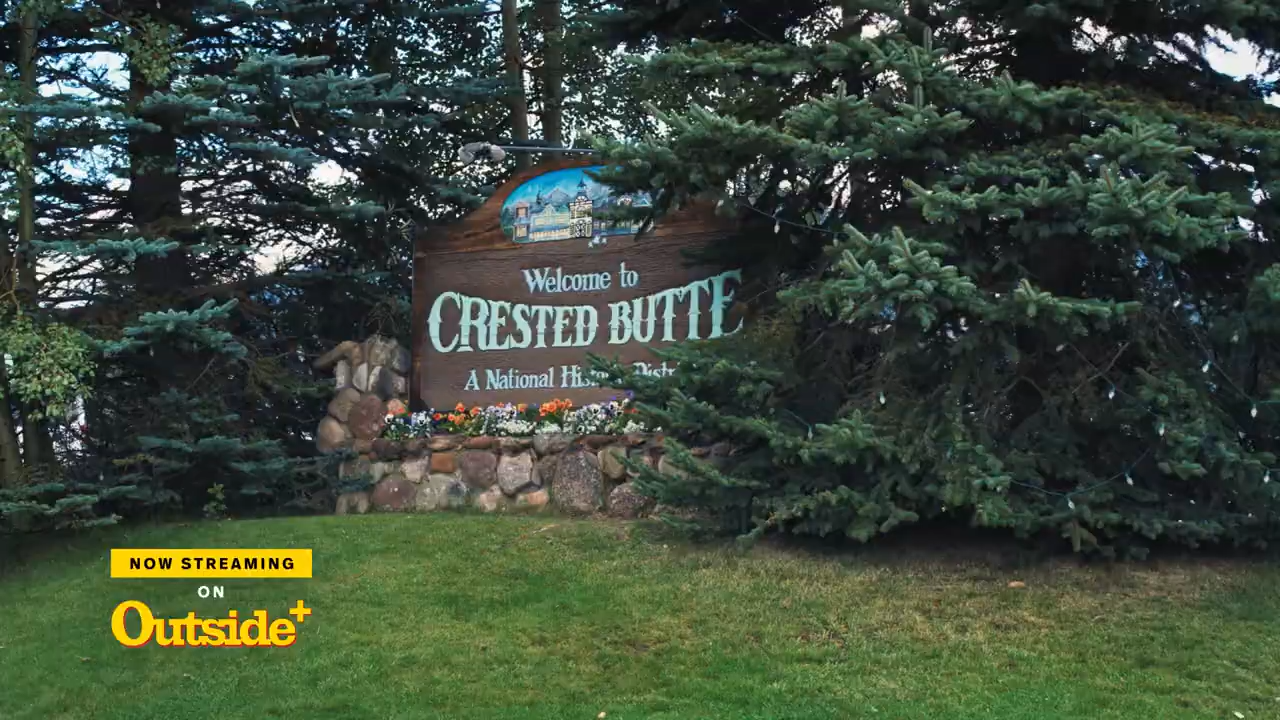 Welcome to
CRESTED BUTTE
A National
NOW STREAMING
ON
Outside+